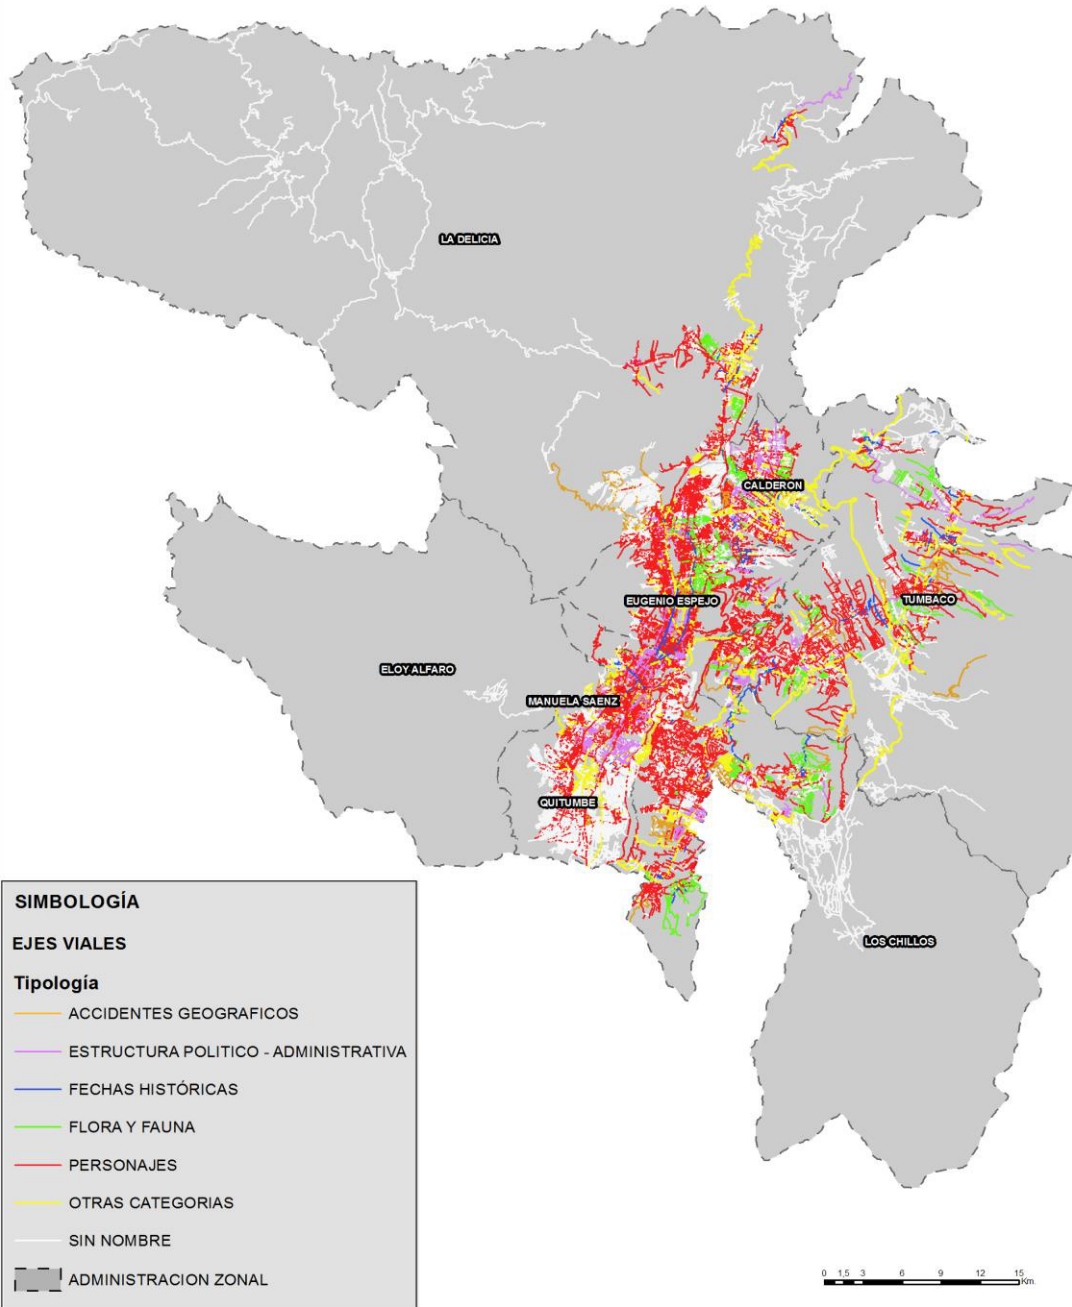 LA DELICIA
CALDERON
EUGENIO ESPEJO
TUMBACO
ELOY ALFARO
MANUELA SAENZ
QUITUMBE
LOS CHILLOS
SIMBOLOGÍA
EJES VIALES
Tipología
ACCIDENTES GEOGRAFICOS
ESTRUCTURA POLITICO - ADMINISTRATIVA
FECHAS HISTÓRICAS
FLORA Y FAUNA
PERSONAJES
OTRAS CATEGORIAS
SIN NOMBRE
ADMINISTRACION ZONAL
0 1,5 3 6 9 12 15
Km.